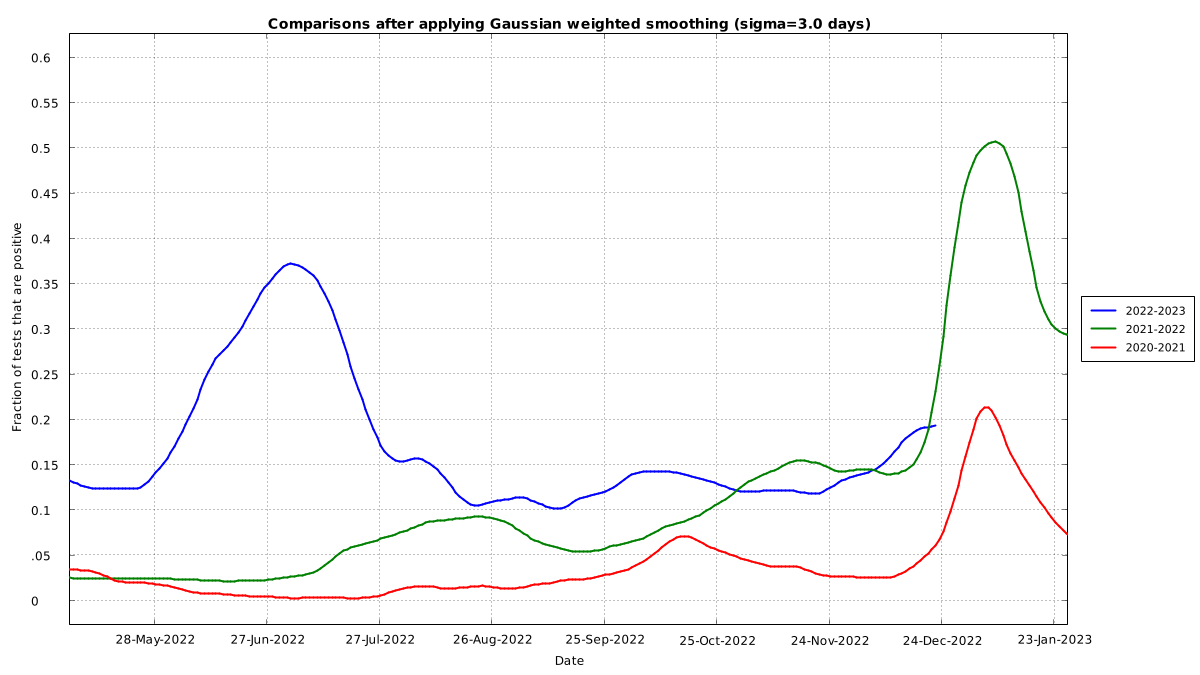 Comparisons after applying Gaussian weighted smoothing (sigma=3.0 days)
Fraction of tests that are positive
0.6
0.55
0.5
0.45
0.4
0.35
0.3
0.25
0.2
0.15
0.1
.05
0
28-May-2022
27-Jun-2022
27-Jul-2022
26-Aug-2022
25-Sep-2022
25-Oct-2022
24-Nov-2022
24-Dec-2022
23-Jan-2023
Date
2022-2023
2021-2022
2020-2021